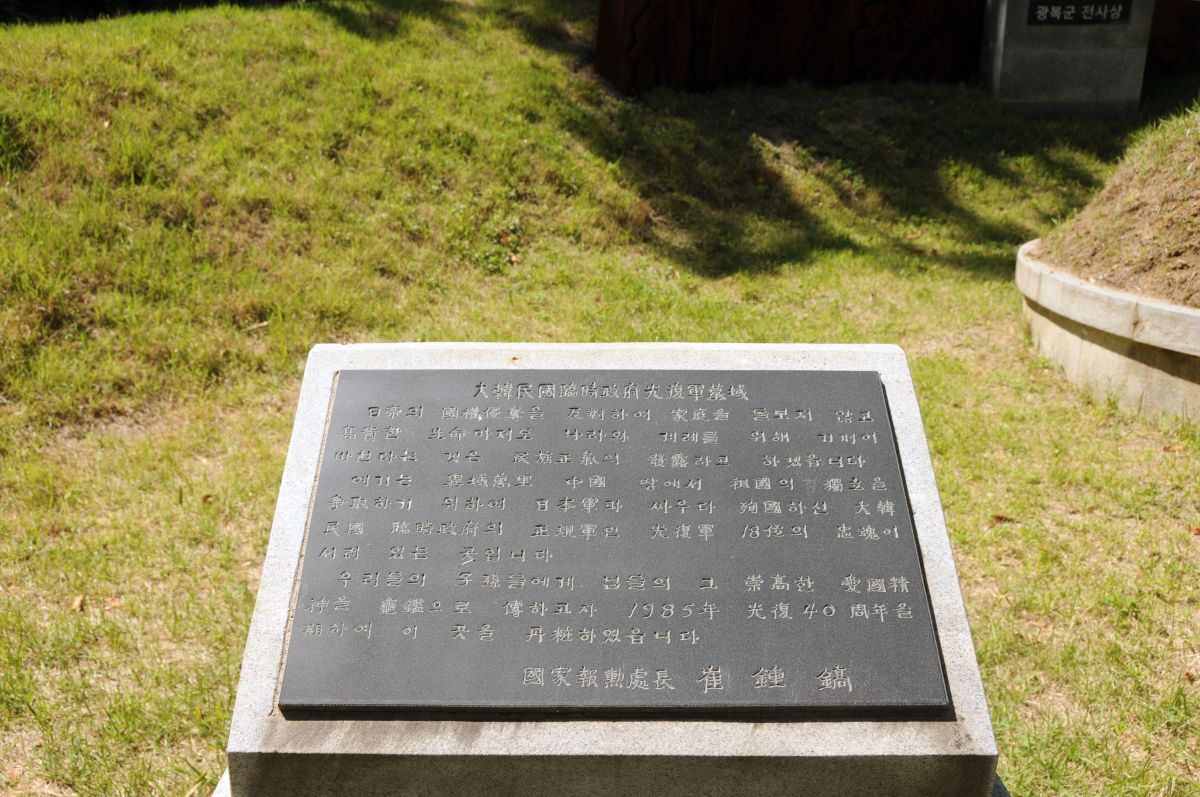 광복군 전사상
大韓民國臨時政府光復軍墓域
日帝의 國權侵奪을 反對하여 家庭을 돌보지 않고
高貴한 生命마저도 나라와 겨레를 위해 기꺼이
바친다는 것은 民族正氣의 發露라고 하겠읍니다
여기는 異域萬里 中國 땅에서 祖國의 獨立을
爭取하기 위하여 日本軍과 싸우다 殉國하신 大韓
民國 臨時政府의 正規軍인 光復軍 18位의 忠魂이
서려 있는 곳입니다
우리들의 子孫들에게 님들의 그 崇高한 愛國精
神을 龜鑑으로 傳하고자 1985年 光復 40 周年을
期하여 이 곳을 丹粧하였읍니다
國家報勳處長 崔鍾鎬